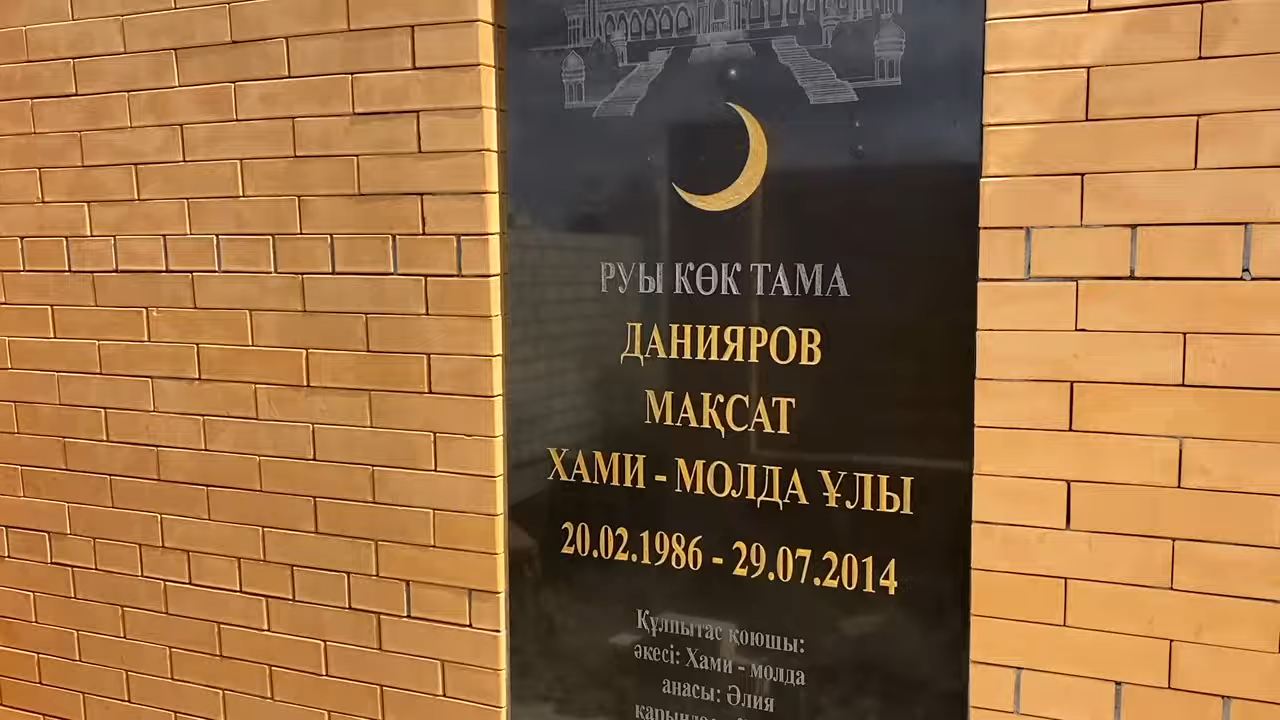 РУЫ КӨК ТАМА
ДАНИЯРОВ
МАҚСАТ
ХАМИ - МОЛДА ҰЛЫ
20.02.1986 - 29.07.2014
Құлпытас қоюшы:
әкесі: Хами - молда
анасы: Әлия